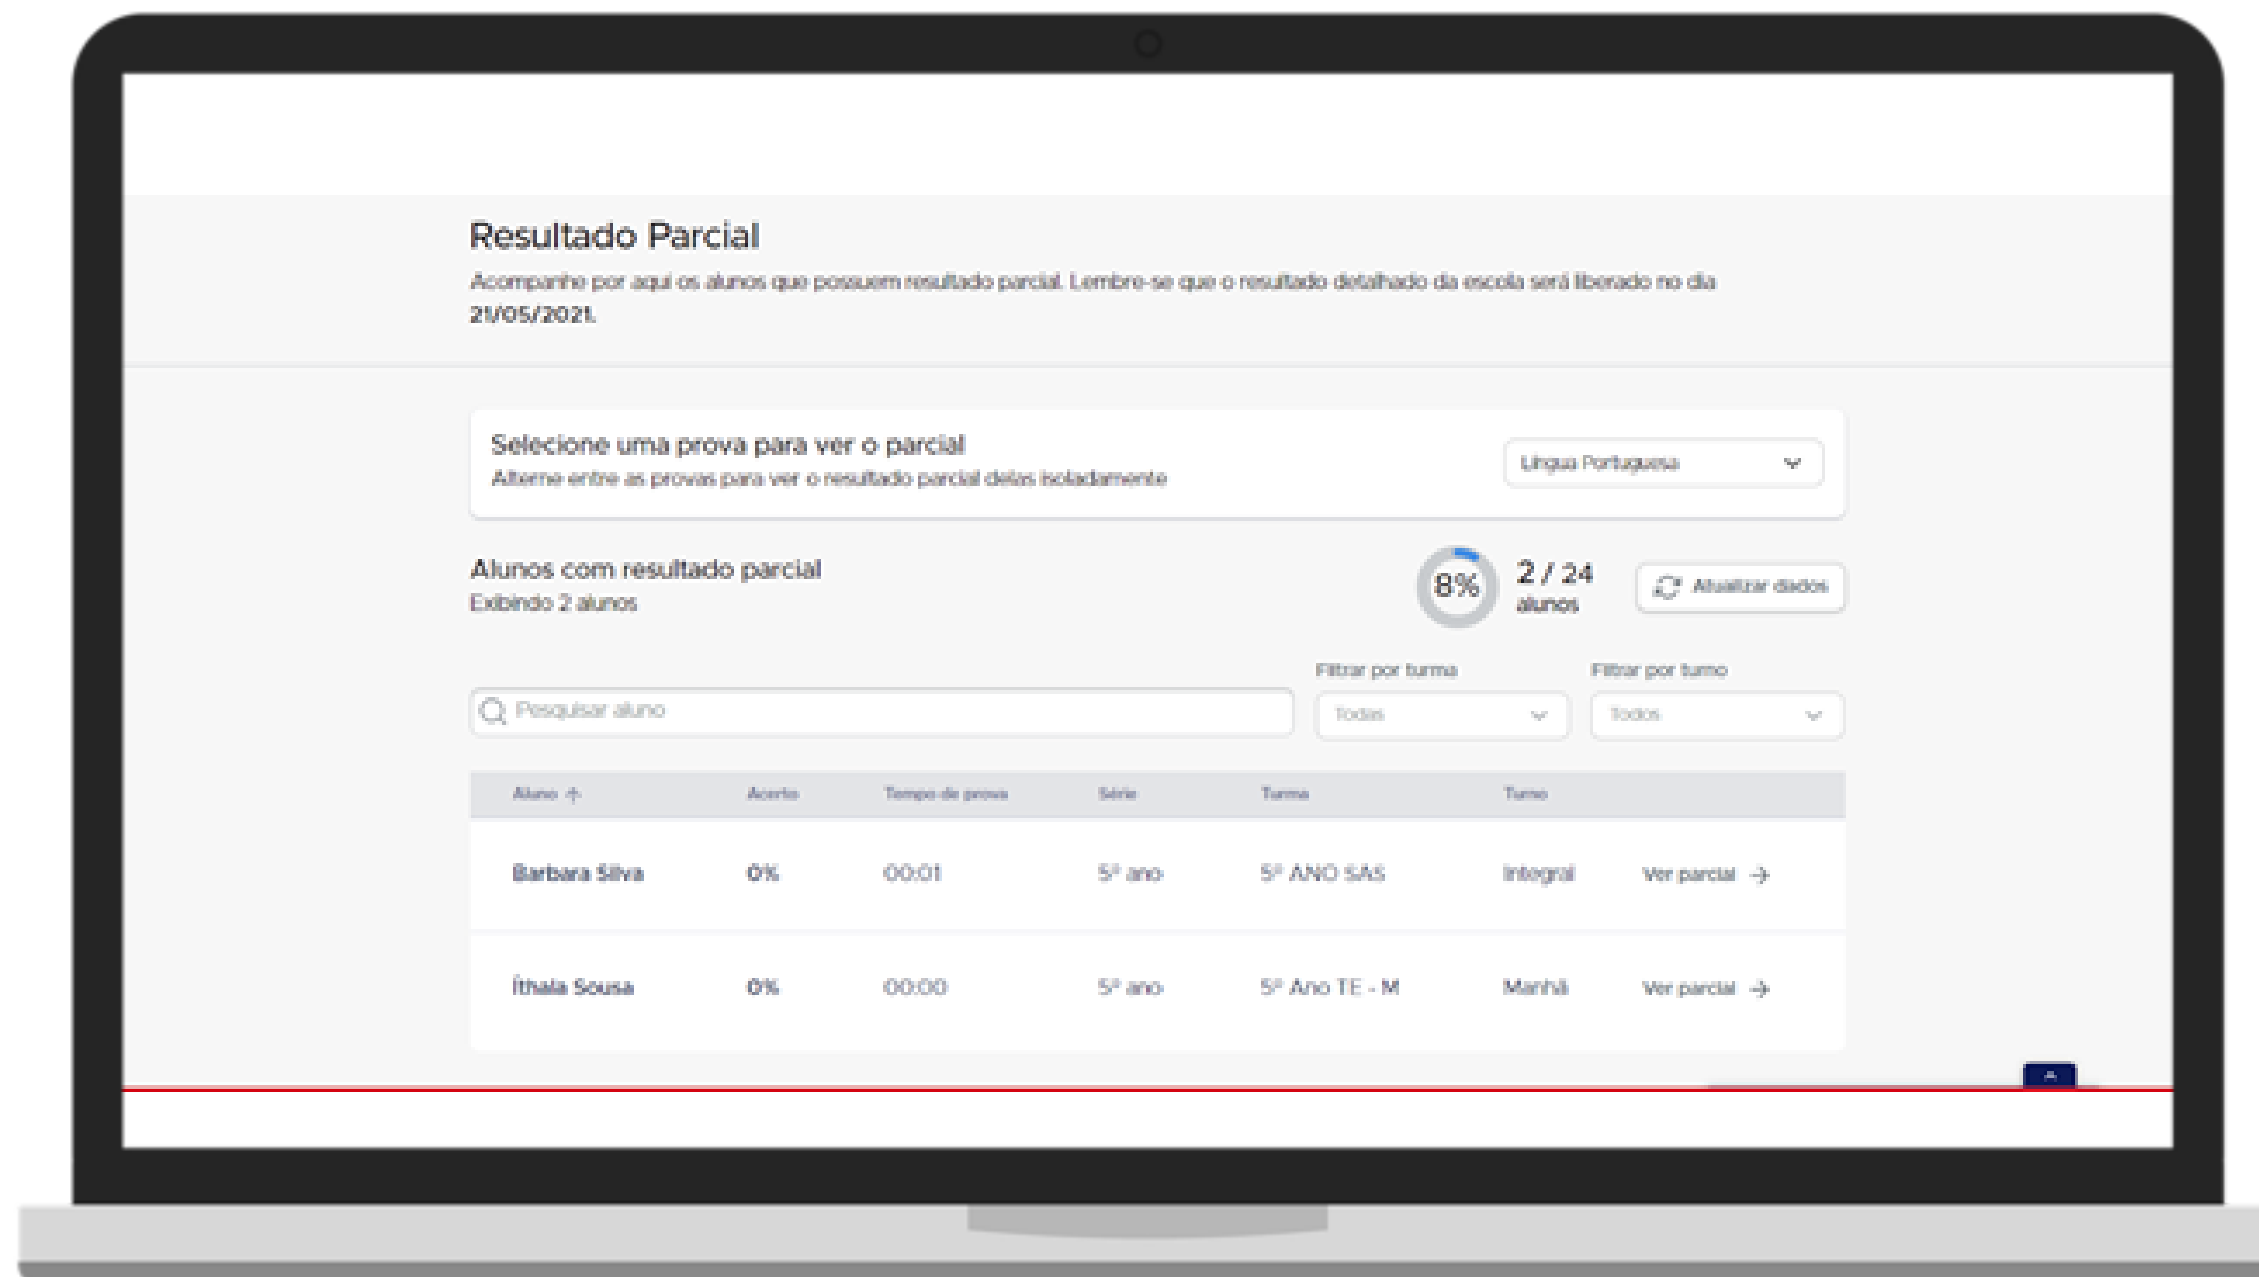 Resultado Parcial
Acompanhe por aqui os alunos que possuem resultado parcial. Lembre-se que o resultado detalhado da escola será liberado no dia
21/05/2021.
Selecione uma prova para ver o parcial
Alterne entre as provas para ver o resultado parcial delas isoladamente
Língua Portuguesa
Alunos com resultado parcial
Exibindo 2 alunos
8%
2 / 24
alunos
Atualizar dados
Filtrar por turma
Filtrar por turno
Pesquisar aluno
Todas
Todos
Aluno Acerto Tempo de prova Série Turma Turno
Barbara Silva 0% 00:01 5º ano 5º ANO SAS Integral Ver parcial
Íthala Sousa 0% 00:00 5º ano 5º Ano TE - M Manhã Ver parcial